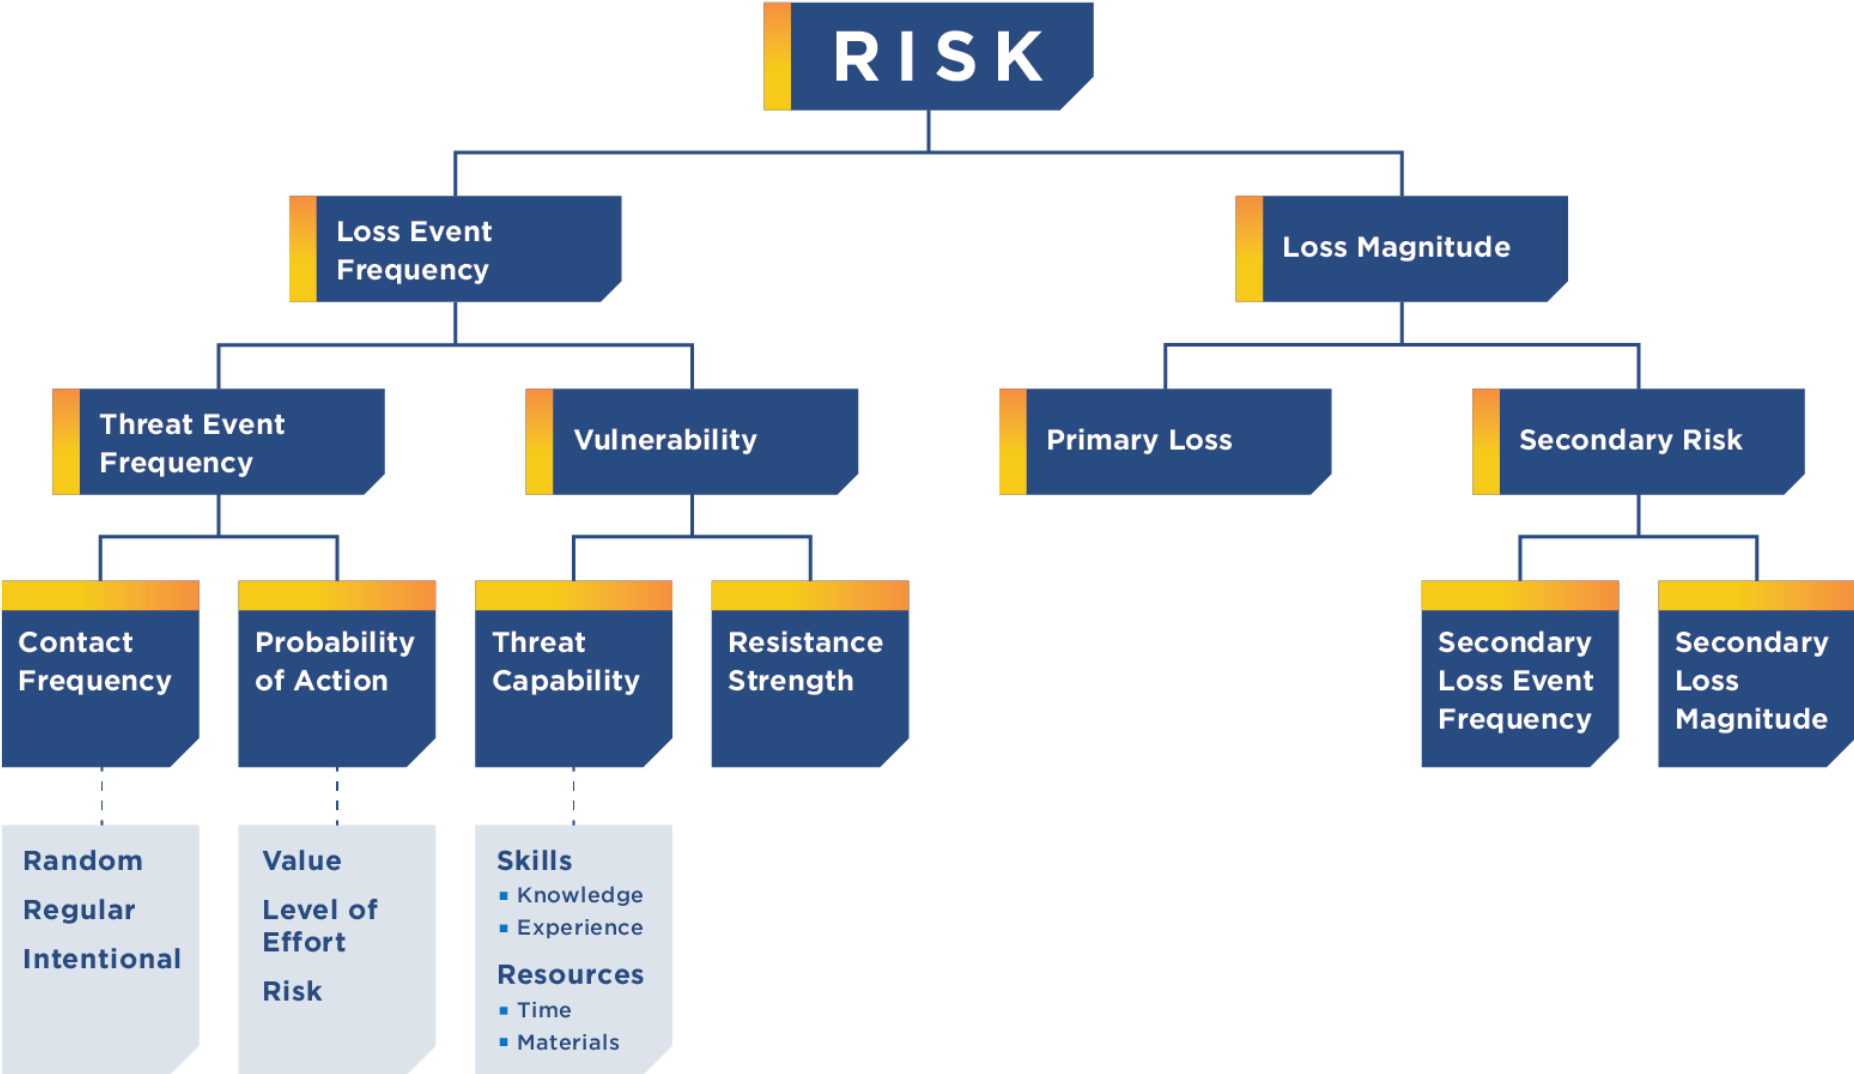 RISK
Loss Event
Frequency
Loss Magnitude
Threat Event
Frequency
Vulnerability
Primary Loss
Secondary Risk
Contact
Frequency
Probability
of Action
Threat
Capability
Resistance
Strength
Secondary
Loss Event
Frequency
Secondary
Loss
Magnitude
Random
Regular
Intentional
Value
Level of
Effort
Risk
Skills
▪ Knowledge
▪ Experience
Resources
▪ Time
▪ Materials